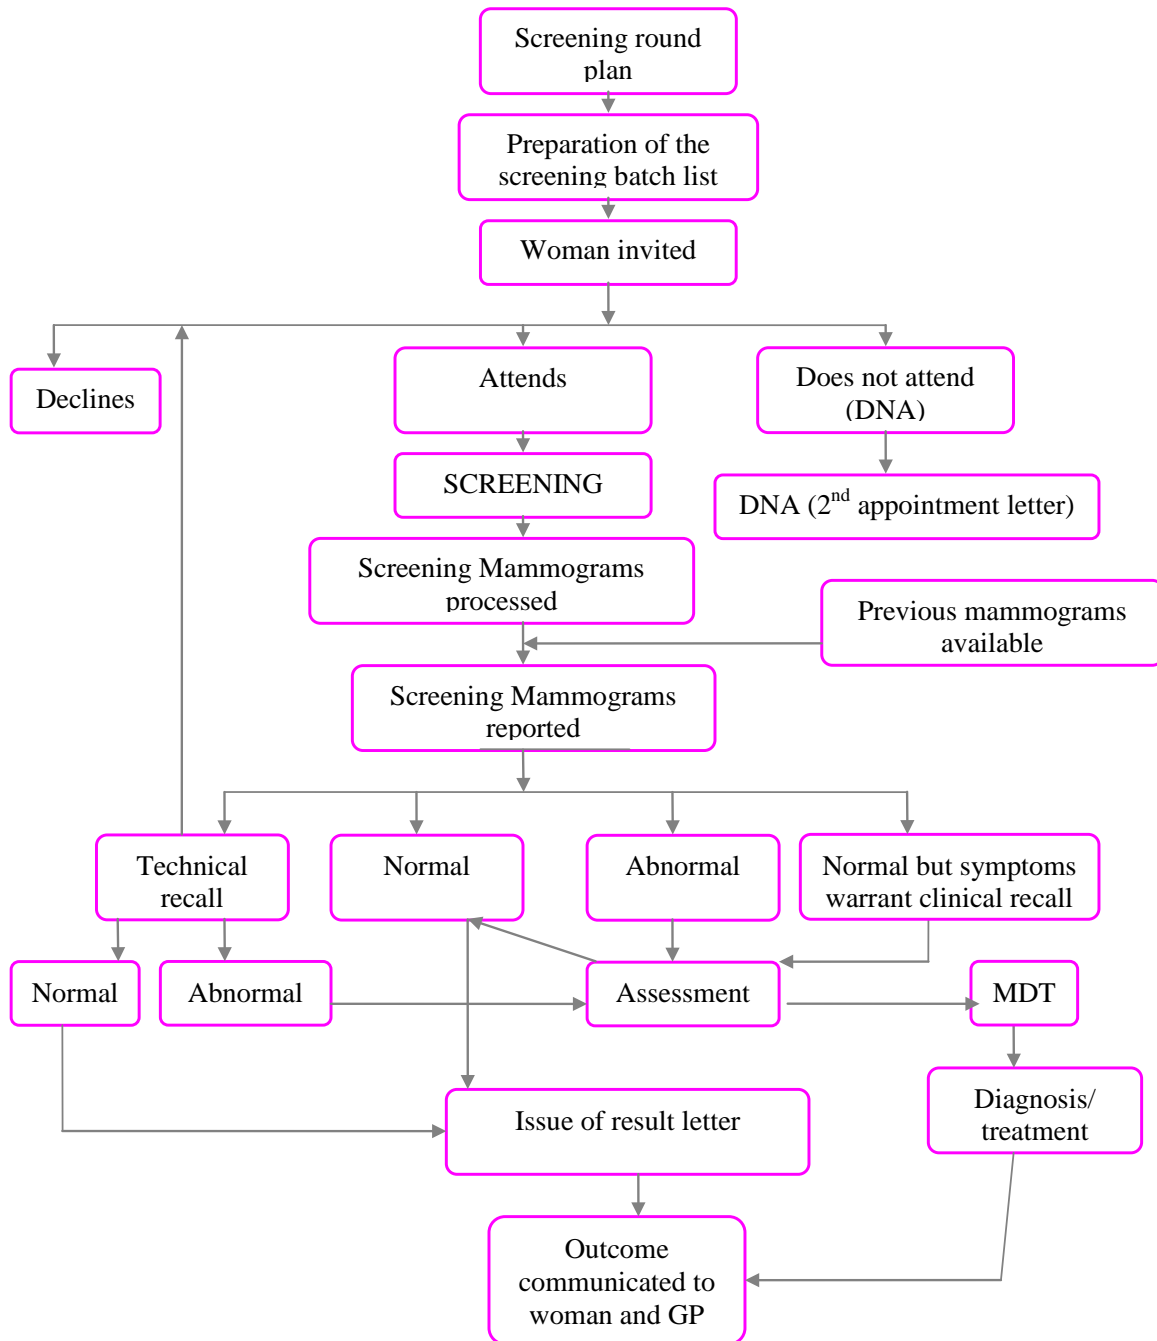 Screening round
plan
Preparation of the
screening batch list
Woman invited
Declines
Attends
Does not attend
(DNA)
SCREENING
DNA (2nd appointment letter)
Screening Mammograms
processed
Previous mammograms
available
Screening Mammograms
reported
Technical
recall
Normal
Abnormal
Normal but symptoms
warrant clinical recall
Normal
Abnormal
Assessment
MDT
Issue of result letter
Diagnosis/
treatment
Outcome
communicated to
woman and GP